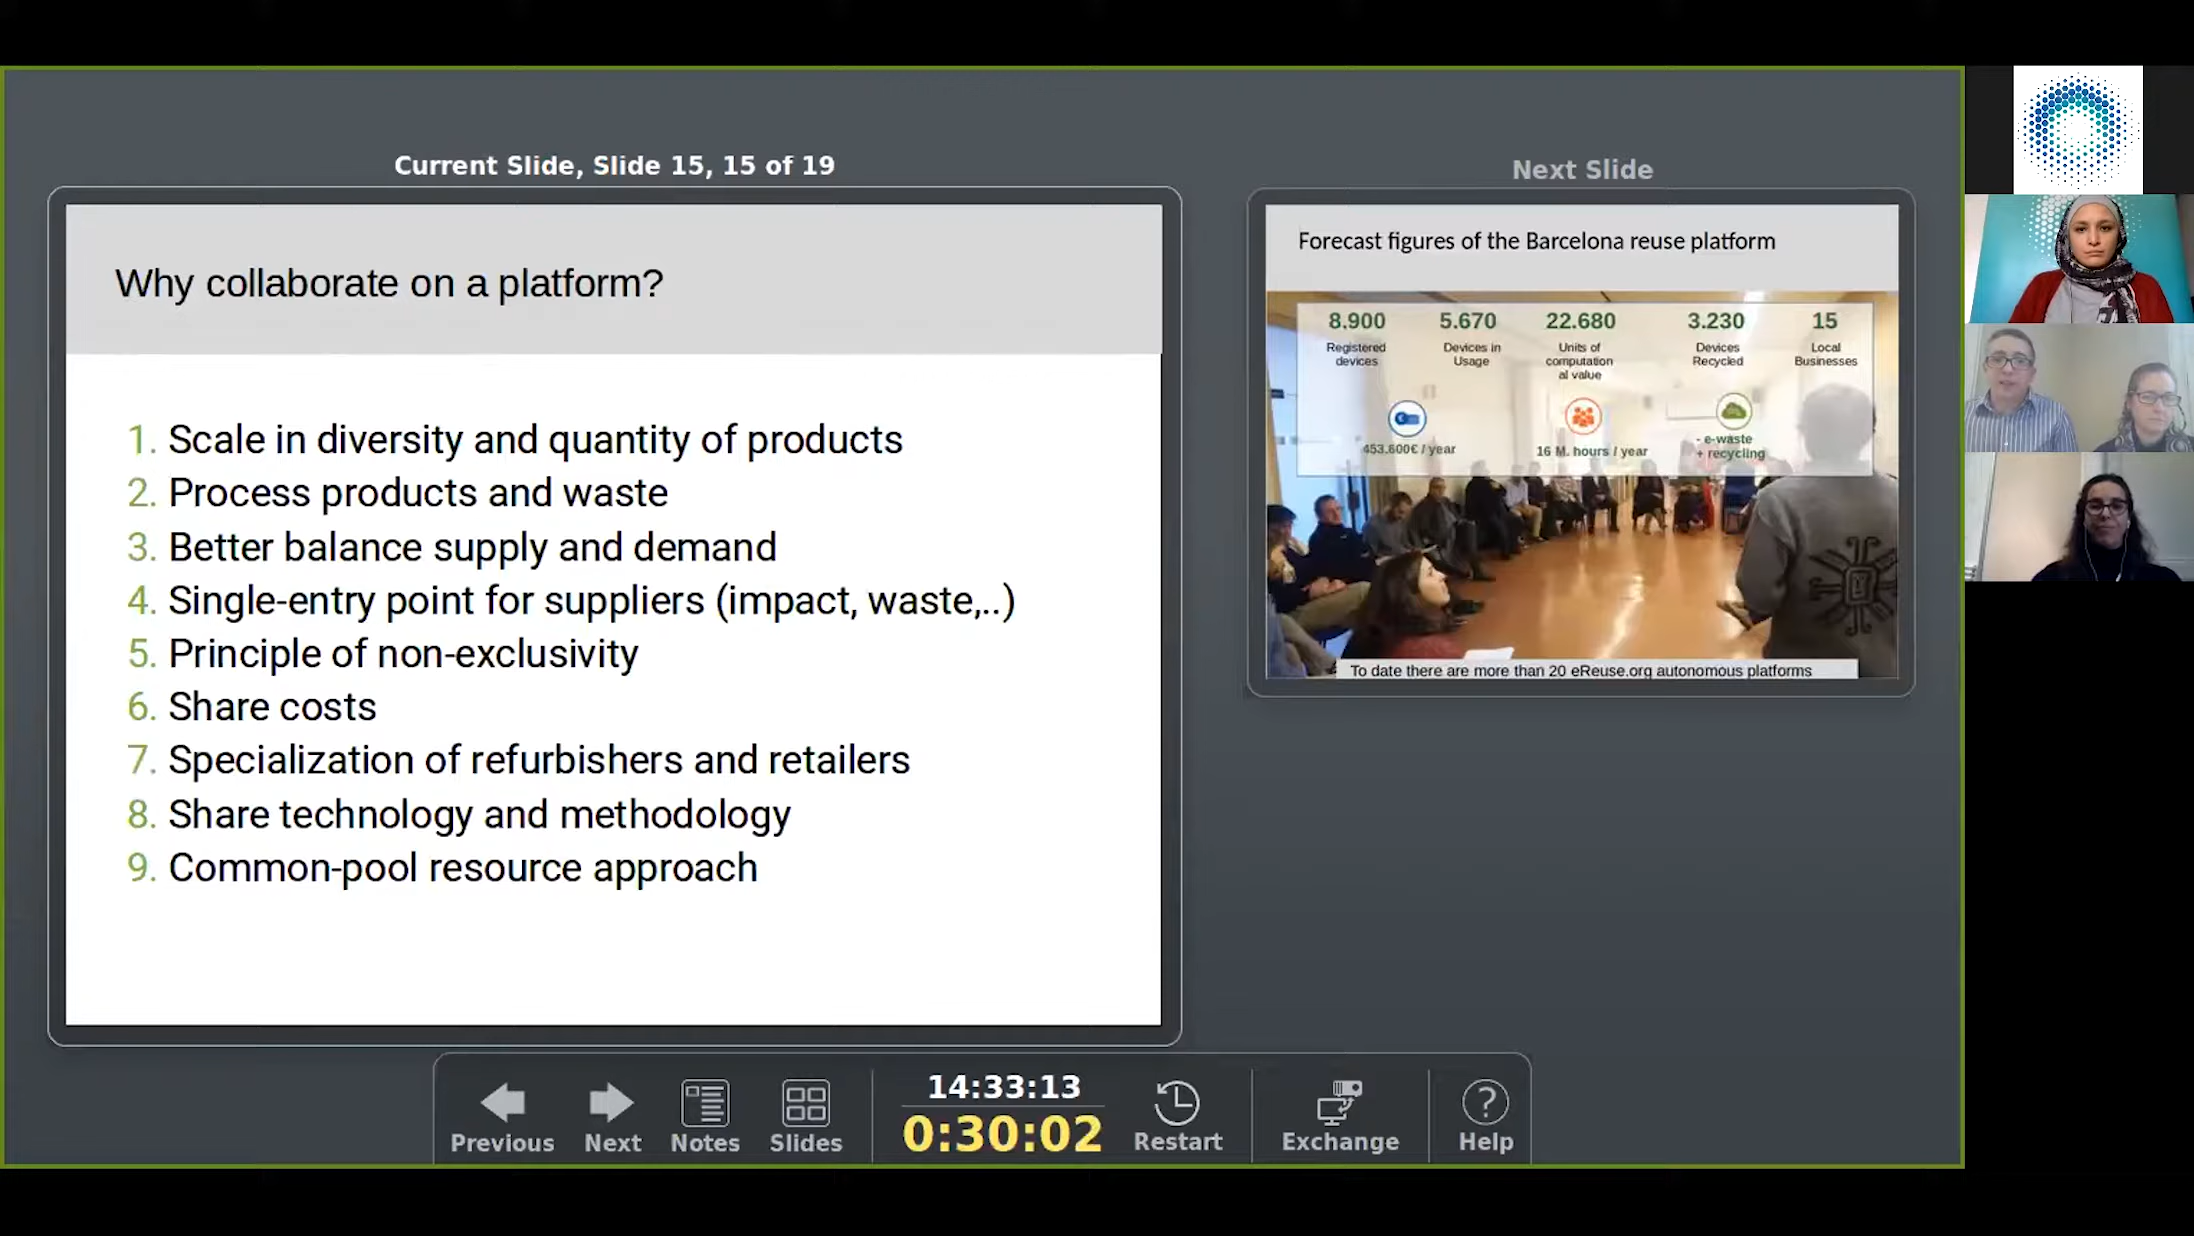 Current Slide, Slide 15, 15 of 19
Why collaborate on a platform?
1. Scale in diversity and quantity of products
2. Process products and waste
3. Better balance supply and demand
4. Single-entry point for suppliers (impact, waste,..)
5. Principle of non-exclusivity
6. Share costs
7. Specialization of refurbishers and retailers
8. Share technology and methodology
9. Common-pool resource approach
Next Slide
Forecast figures of the Barcelona reuse platform
8.900 5.670 22.680 3.230 15
Registered Devices in Units of Devices Local
devices Usage computation Recycled Businesses
al value
- e-waste
453.600€ / year 16 M. hours / year + recycling
To date there are more than 20 eReuse.org autonomous platforms
14:33:13
0:30:02
Previous Next Notes Slides Restart Exchange Help